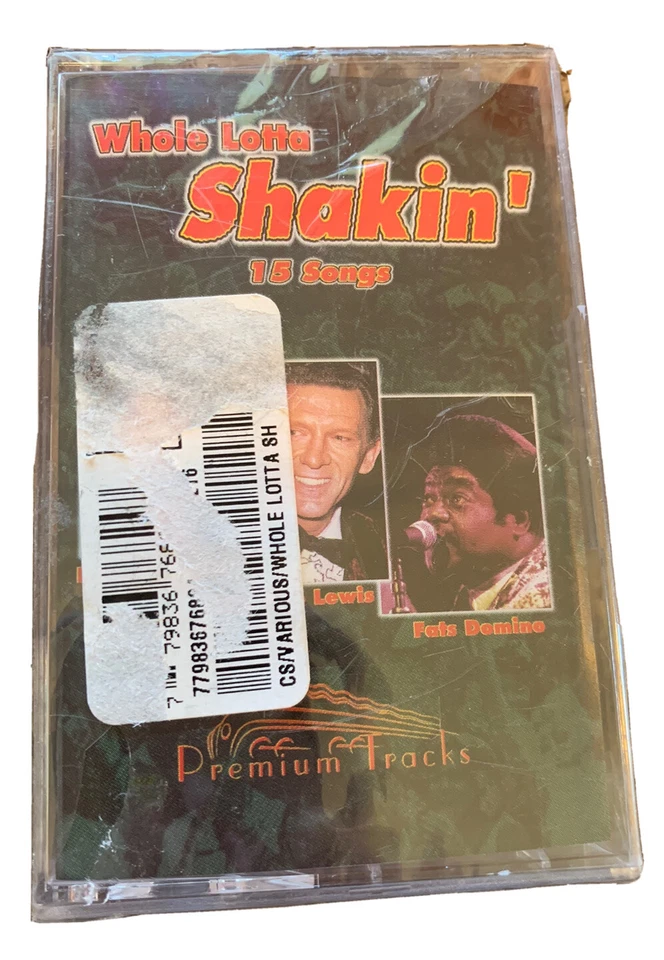 Whole Lotta
Shakin'
15 Songs
Lewis
Fats Domino
CS/VARIOUS/WHOLE LOTTA SH
Premium Tracks